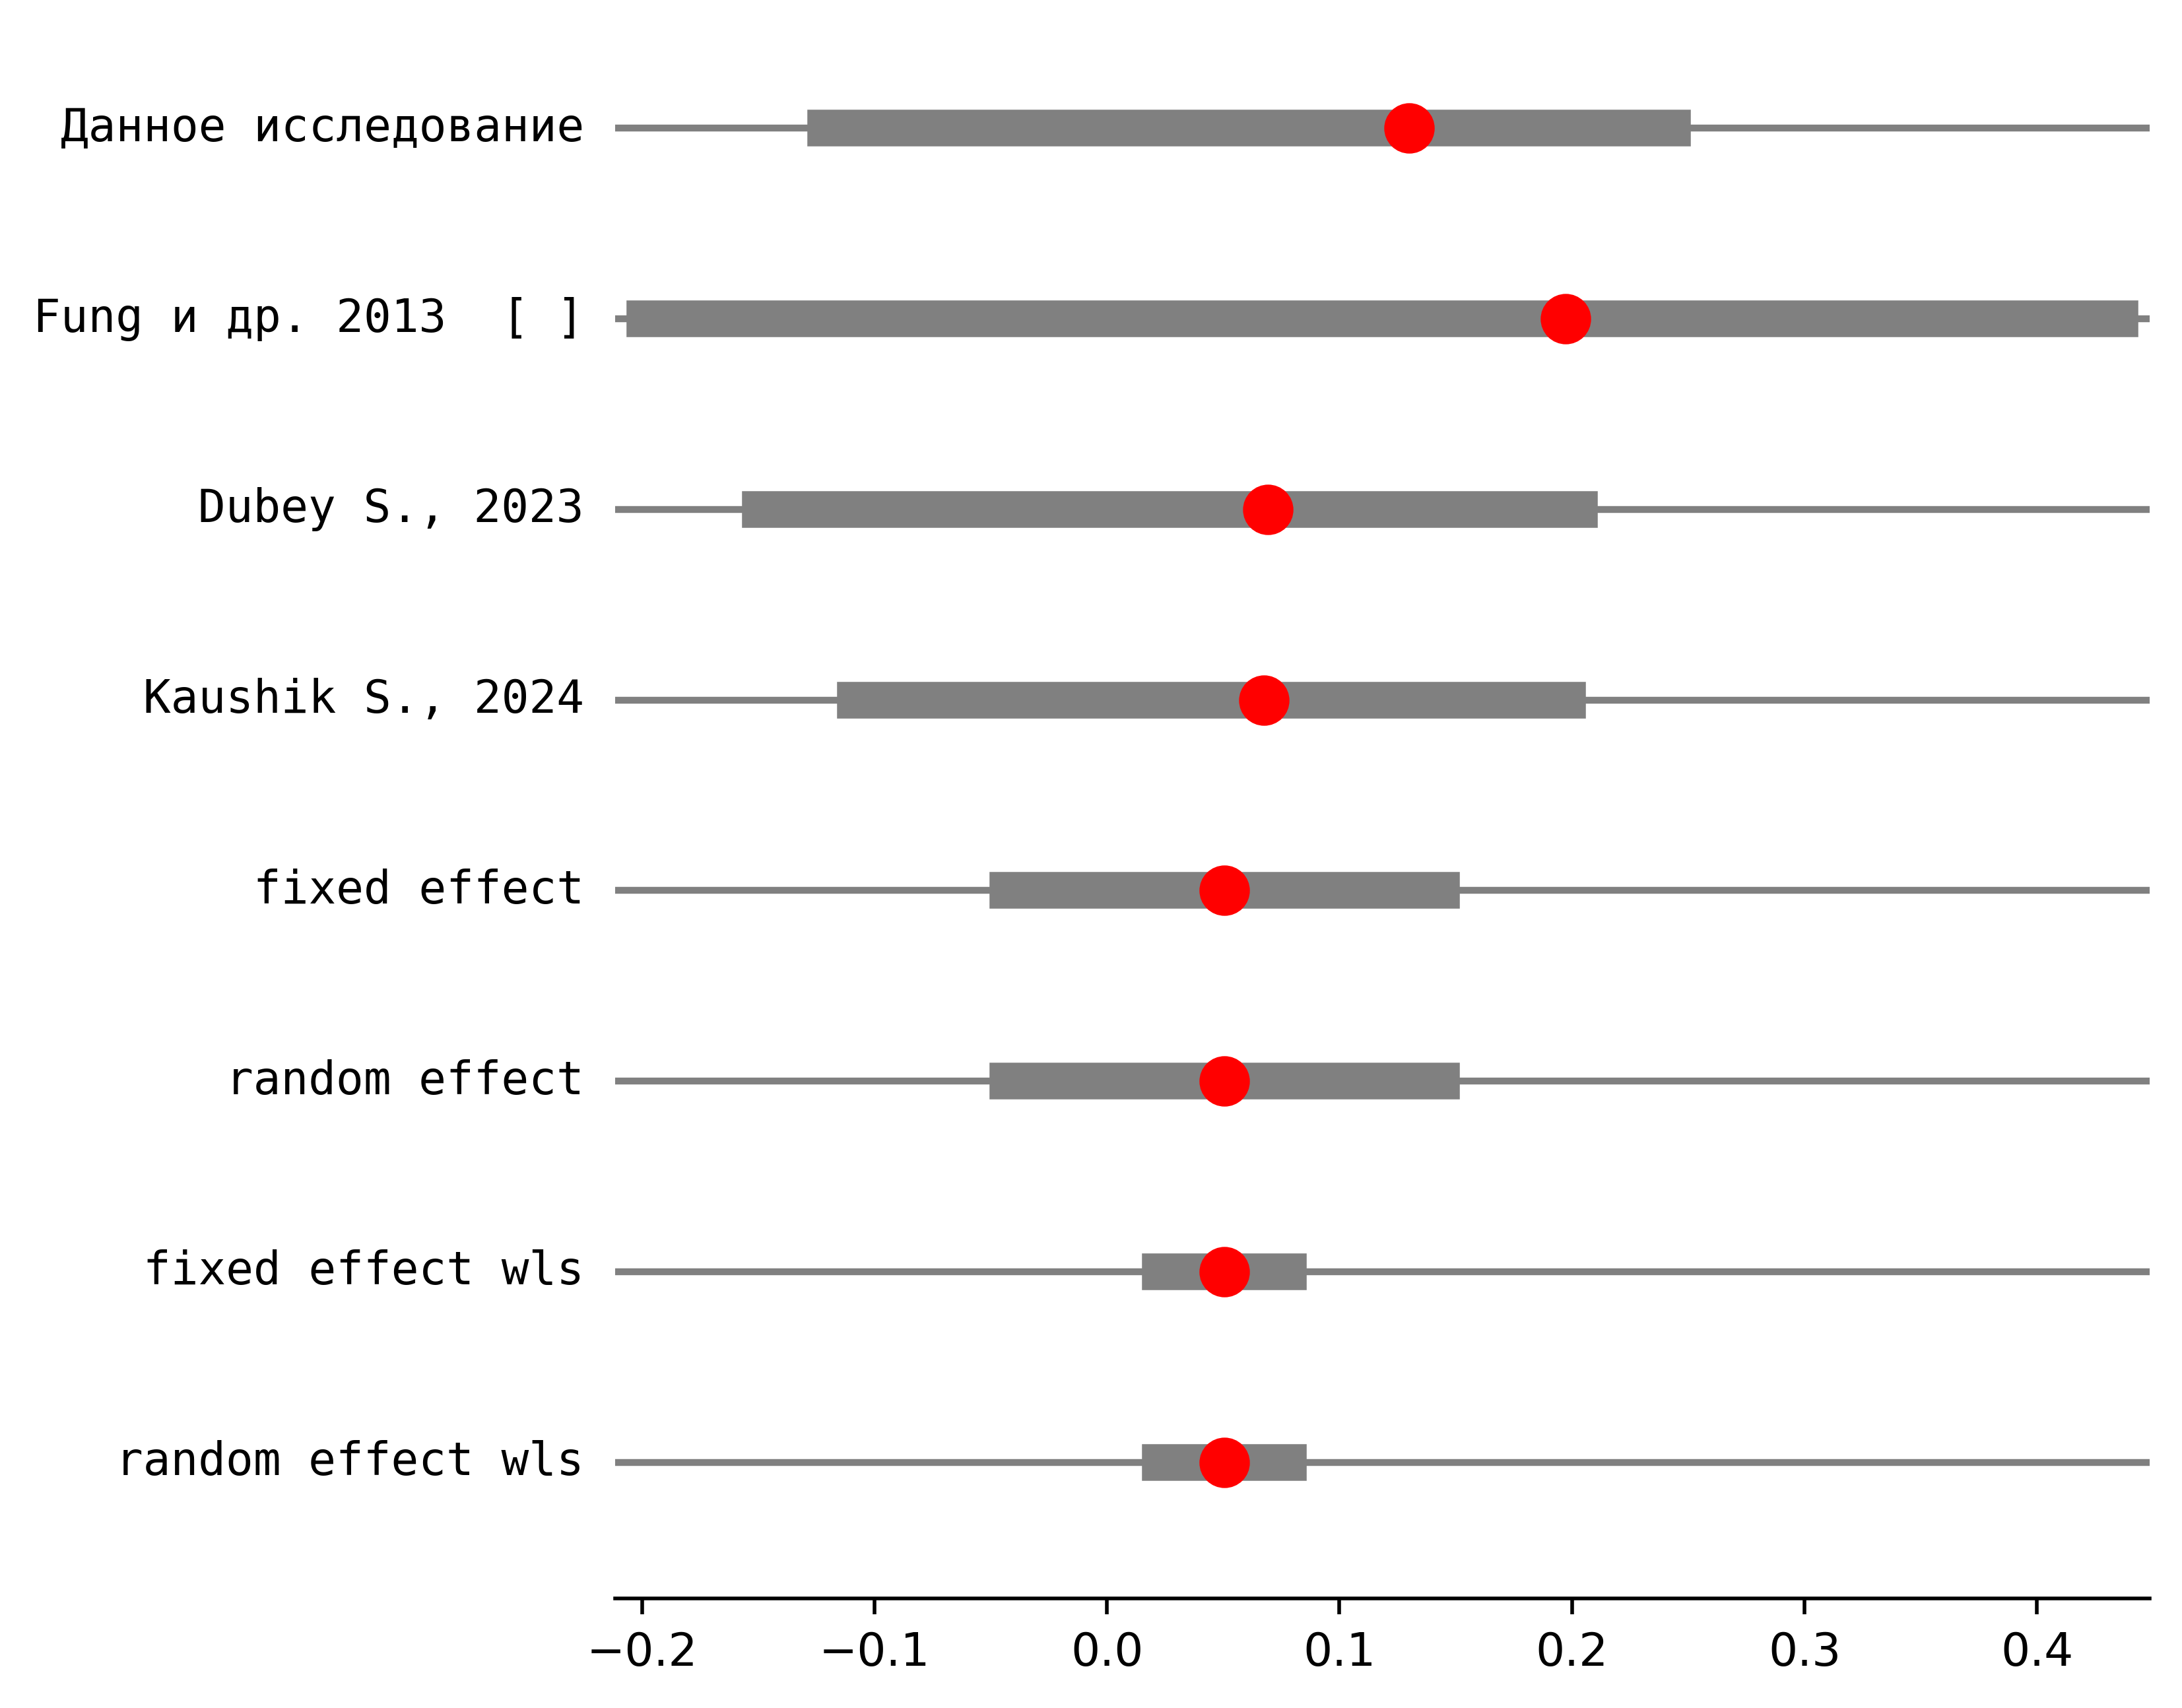 Данное исследование
Fung и др. 2013  [ ]
Dubey S., 2023
Kaushik S., 2024
fixed effect
random effect
fixed effect wls
random effect wls
−0.2 −0.1 0.0 0.1 0.2 0.3 0.4